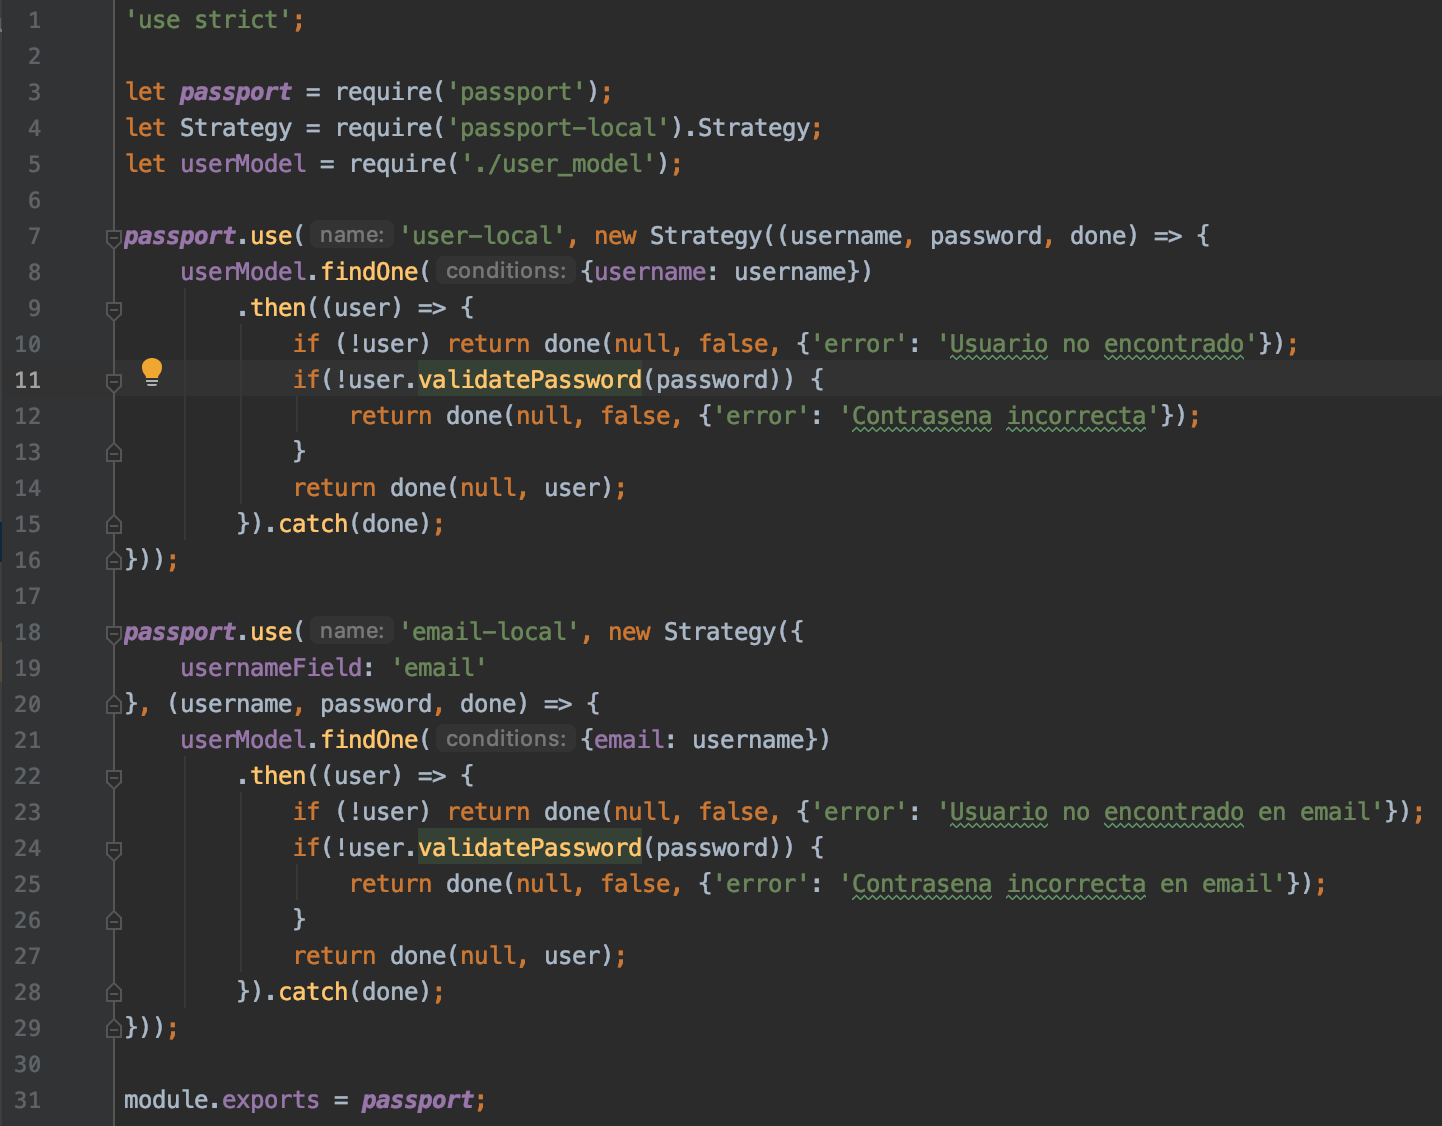 1 'use strict';
2
3 let passport = require('passport');
4 let Strategy = require('passport-local').Strategy;
5 let userModel = require('./user_model');
6
7 passport.use( name: 'user-local', new Strategy((username, password, done) => {
8     userModel.findOne( conditions: {username: username})
9         .then((user) => {
10             if (!user) return done(null, false, {'error': 'Usuario no encontrado'});
11             if(!user.validatePassword(password)) {
12                 return done(null, false, {'error': 'Contrasena incorrecta'});
13             }
14             return done(null, user);
15         }).catch(done);
16 }));
17
18 passport.use( name: 'email-local', new Strategy({
19     usernameField: 'email'
20 }, (username, password, done) => {
21     userModel.findOne( conditions: {email: username})
22         .then((user) => {
23             if (!user) return done(null, false, {'error': 'Usuario no encontrado en email'});
24             if(!user.validatePassword(password)) {
25                 return done(null, false, {'error': 'Contrasena incorrecta en email'});
26             }
27             return done(null, user);
28         }).catch(done);
29 }));
30
31 module.exports = passport;